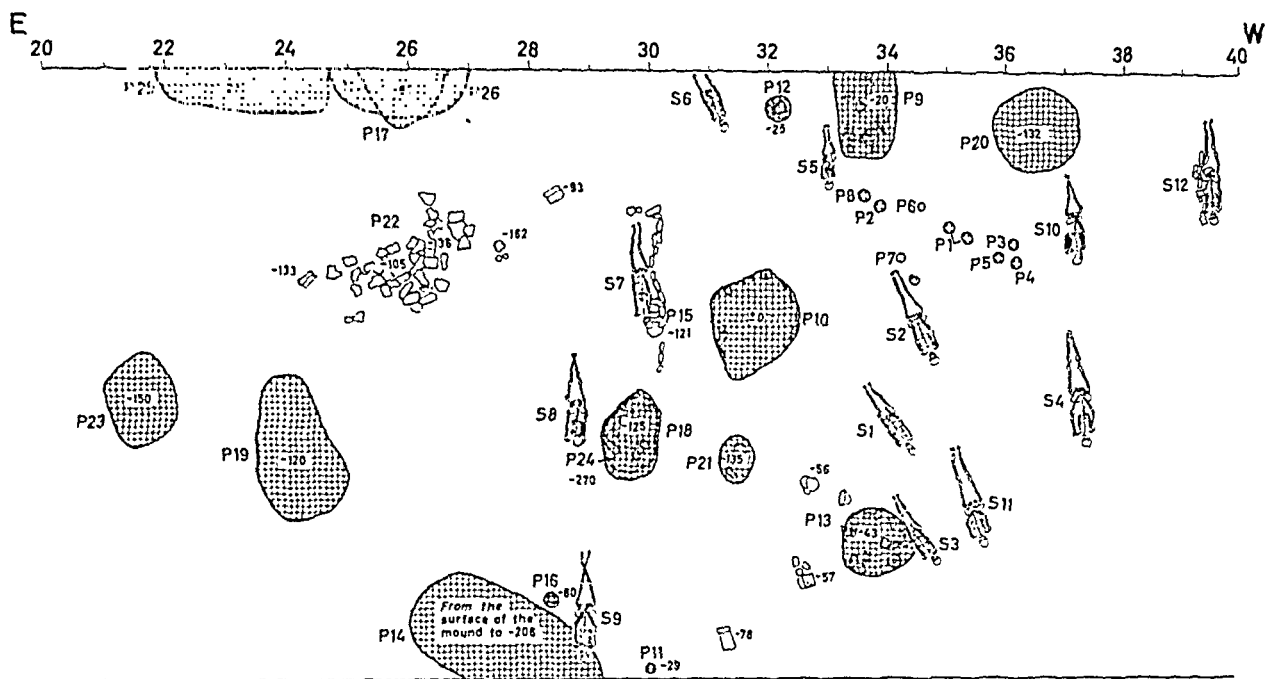 E
W
20 22 24 26 28 30 32 34 36 38 40
26
P17
S6
P12
-25
-20
P9
P20
-132
S5
S12
P8
P2
P6
-93
P22
-162
-105
-133
S7
P15
-121
P1
P3
P5
P4
S10
P7
P10
S2
S4
P23
-150
P19
-120
S8
-125
P18
P24
-270
P21
-135
S1
-56
S11
P13
-43
S3
-57
P16
-80
S9
P14
From the
surface of the
mound to -208
P11
-29
-78